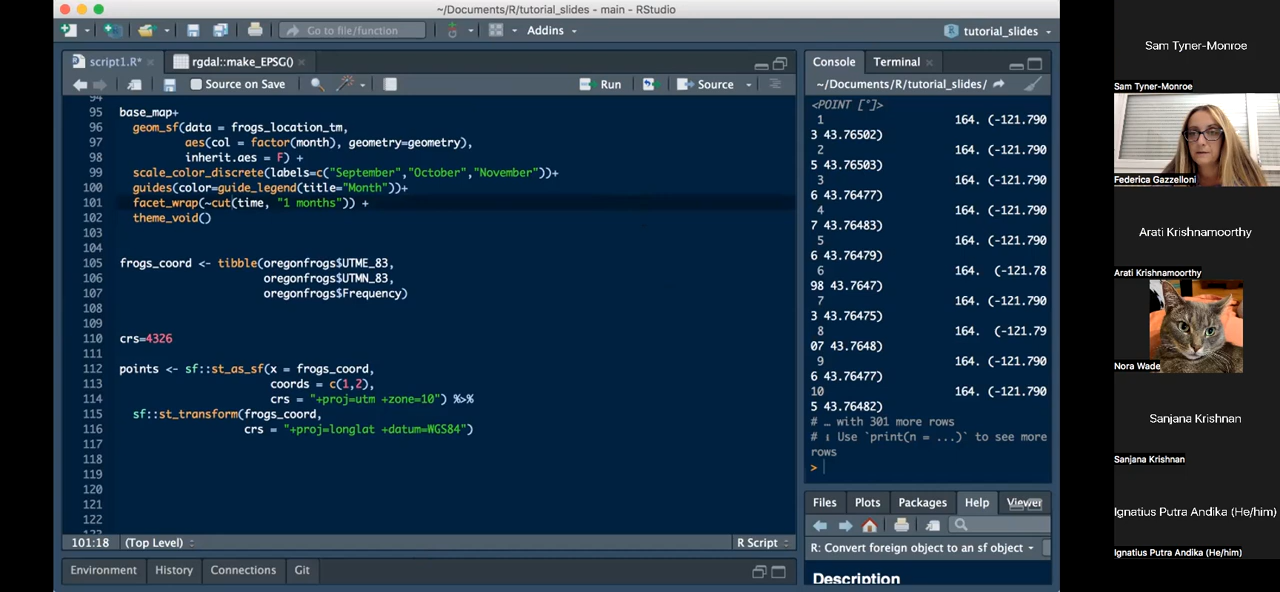 ~/Documents/R/tutorial_slides - main - RStudio
Go to file/function
Addins
tutorial_slides
script1.R*
rgdal::make_EPSG()
Source on Save
Run
Source
95 base_map+
96 geom_sf(data = frogs_location_tm,
97 aes(col = factor(month), geometry=geometry),
98 inherit.aes = F) +
99 scale_color_discrete(labels=c("September","October","November"))+
100 guides(color=guide_legend(title="Month"))+
101 facet_wrap(~cut(time, "1 months")) +
102 theme_void()
103
104
105 frogs_coord <- tibble(oregonfrogs$UTME_83,
106 oregonfrogs$UTMN_83,
107 oregonfrogs$Frequency)
108
109
110 crs=4326
111
112 points <- sf::st_as_sf(x = frogs_coord,
113 coords = c(1,2),
114 crs = "+proj=utm +zone=10") %>%
115 sf::st_transform(frogs_coord,
116 crs = "+proj=longlat +datum=WGS84")
117
118
119
120
121
122
101:18 (Top Level)
R Script
Environment
History
Connections
Git
Console
Terminal
~/Documents/R/tutorial_slides/
<POINT [°]>
1 164. (-121.790
3 43.76502)
2 164. (-121.790
5 43.76503)
3 164. (-121.790
6 43.76477)
4 164. (-121.790
7 43.76483)
5 164. (-121.790
6 43.76479)
6 164. (-121.78
98 43.7647)
7 164. (-121.790
3 43.76475)
8 164. (-121.79
07 43.7648)
9 164. (-121.790
6 43.76477)
10 164. (-121.790
5 43.76482)
# … with 301 more rows
# ℹ Use `print(n = ...)` to see more
rows
>
Files
Plots
Packages
Help
Viewer
R: Convert foreign object to an sf object
Description
Sam Tyner-Monroe
Sam Tyner-Monroe
Federica Gazzelloni
Arati Krishnamoorthy
Arati Krishnamoorthy
Nora Wade
Sanjana Krishnan
Sanjana Krishnan
Ignatius Putra Andika (He/him)
Ignatius Putra Andika (He/him)